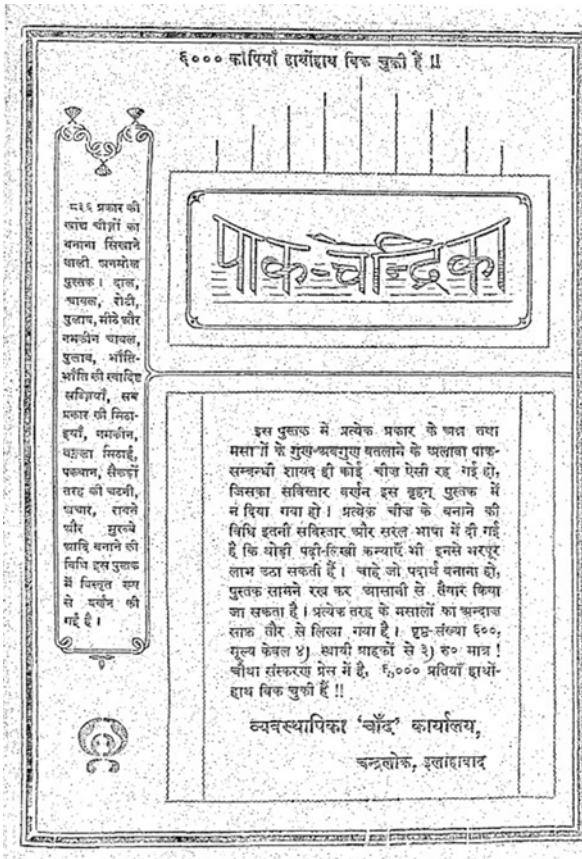 ६००० कॉपियाँ हाथोंहाथ बिक चुकी हैं !!
पाक-चन्द्रिका
८३६ प्रकार की
खाद्य चीज़ों का
बनाना सिखाने
वाली अनमोल
पुस्तक। दाल,
चावल, रोटी,
पुलाव, मीठे और
नमकीन चावल,
पुलाव, भाँति-
भाँति की स्वादिष्ट
सब्ज़ियाँ, सब
प्रकार की मिठा-
इयाँ, नमकीन,
बङ्गला मिठाई,
पकवान, सैकड़ों
तरह की चटनी,
अचार, रायते
और मुरब्बे
आदि बनाने की
विधि इस पुस्तक
में विस्तृत रूप
से वर्णन की
गई है।
इस पुस्तक में प्रत्येक प्रकार के अन्न तथा
मसालों के गुण-अवगुण बतलाने के अलावा पाक-
सम्बन्धी शायद ही कोई चीज़ ऐसी रह गई हो,
जिसका सविस्तार वर्णन इस बृहत् पुस्तक में
न दिया गया हो। प्रत्येक चीज़ के बनाने की
विधि इतनी सविस्तार और सरल भाषा में दी गई
है कि थोड़ी पढ़ी-लिखी कन्याएँ भी इनसे भरपूर
लाभ उठा सकती हैं। चाहे जो पदार्थ बनाना हो,
पुस्तक सामने रख कर आसानी से तैयार किया
जा सकता है। प्रत्येक तरह के मसालों का अन्दाज़
साफ़ तौर से लिखा गया है। पृष्ठ-संख्या ६००,
मूल्य केवल ४) स्थायी ग्राहकों से ३) रु० मात्र !
चौथा संस्करण प्रेस में है, ६,००० प्रतियाँ हाथों-
हाथ बिक चुकी हैं !!
व्यवस्थापिका 'चाँद' कार्यालय,
चन्द्रलोक, इलाहाबाद